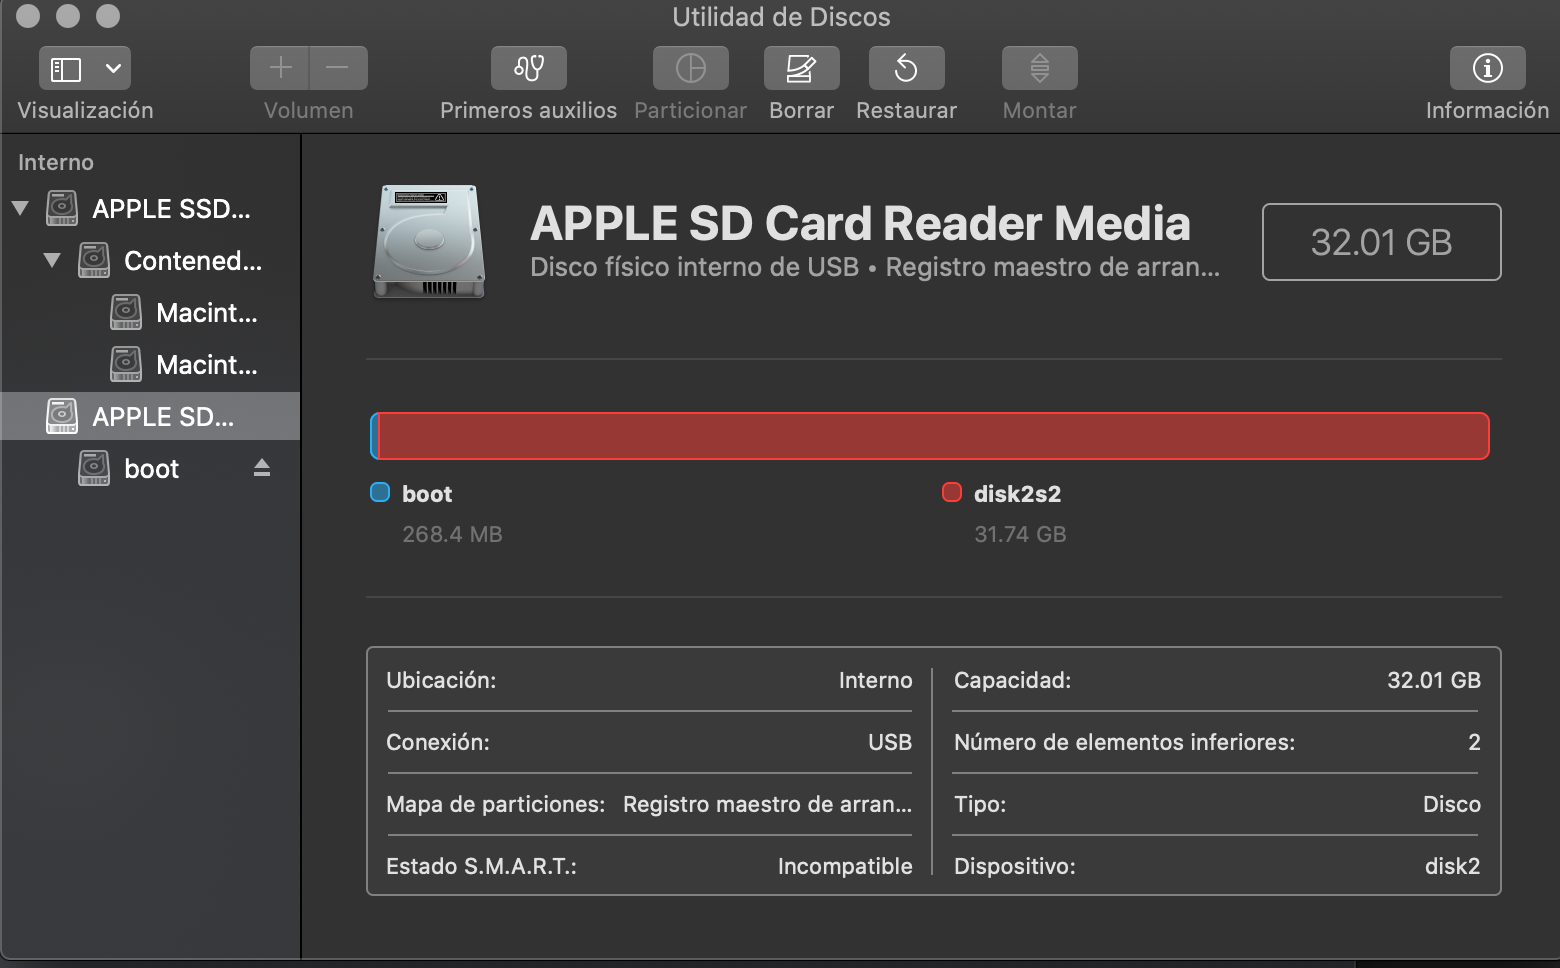 Utilidad de Discos
Visualización
Volumen
Primeros auxilios
Particionar
Borrar
Restaurar
Montar
Información
Interno
APPLE SSD...
Contened...
Macint...
Macint...
APPLE SD...
boot
APPLE SD Card Reader Media
Disco físico interno de USB • Registro maestro de arran...
32.01 GB
boot
268.4 MB
disk2s2
31.74 GB
Ubicación: Interno
Conexión: USB
Mapa de particiones: Registro maestro de arran...
Estado S.M.A.R.T.: Incompatible
Capacidad: 32.01 GB
Número de elementos inferiores: 2
Tipo: Disco
Dispositivo: disk2